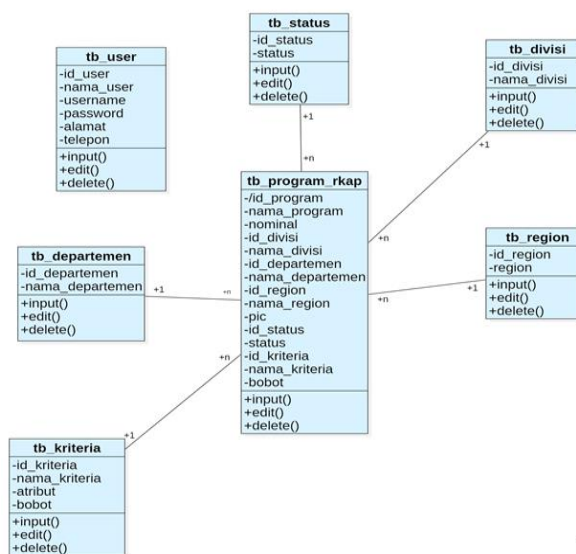 tb_status
-id_status
-status
+input()
+edit()
+delete()
tb_user
-id_user
-nama_user
-username
-password
-alamat
-telepon
+input()
+edit()
+delete()
tb_divisi
-id_divisi
-nama_divisi
+input()
+edit()
+delete()
+1
+n
+1
+n
tb_program_rkap
-/id_program
-nama_program
-nominal
-id_divisi
-nama_divisi
-id_departemen
-nama_departemen
-id_region
-nama_region
-pic
-id_status
-status
-id_kriteria
-nama_kriteria
-bobot
+input()
+edit()
+delete()
tb_region
-id_region
-region
+input()
+edit()
+delete()
+1
+n
tb_departemen
-id_departemen
-nama_departemen
+input()
+edit()
+delete()
+1
+n
+n
+1
tb_kriteria
-id_kriteria
-nama_kriteria
-atribut
-bobot
+input()
+edit()
+delete()